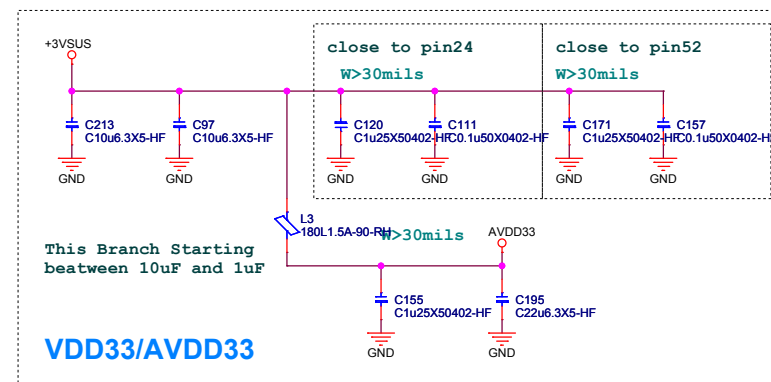 +3VSUS
close to pin24
close to pin52
W>30mils
W>30mils
C213
C10u6.3X5-HF
C97
C10u6.3X5-HF
C120
C1u25X50402-HF
C111
C0.1u50X0402-HF
C171
C1u25X50402-HF
C157
C0.1u50X0402-H
GND
GND
GND
GND
GND
GND
L3
180L1.5A-90-RH
W>30mils
AVDD33
This Branch Starting
beatween 10uF and 1uF
C155
C1u25X50402-HF
C195
C22u6.3X5-HF
GND
GND
VDD33/AVDD33